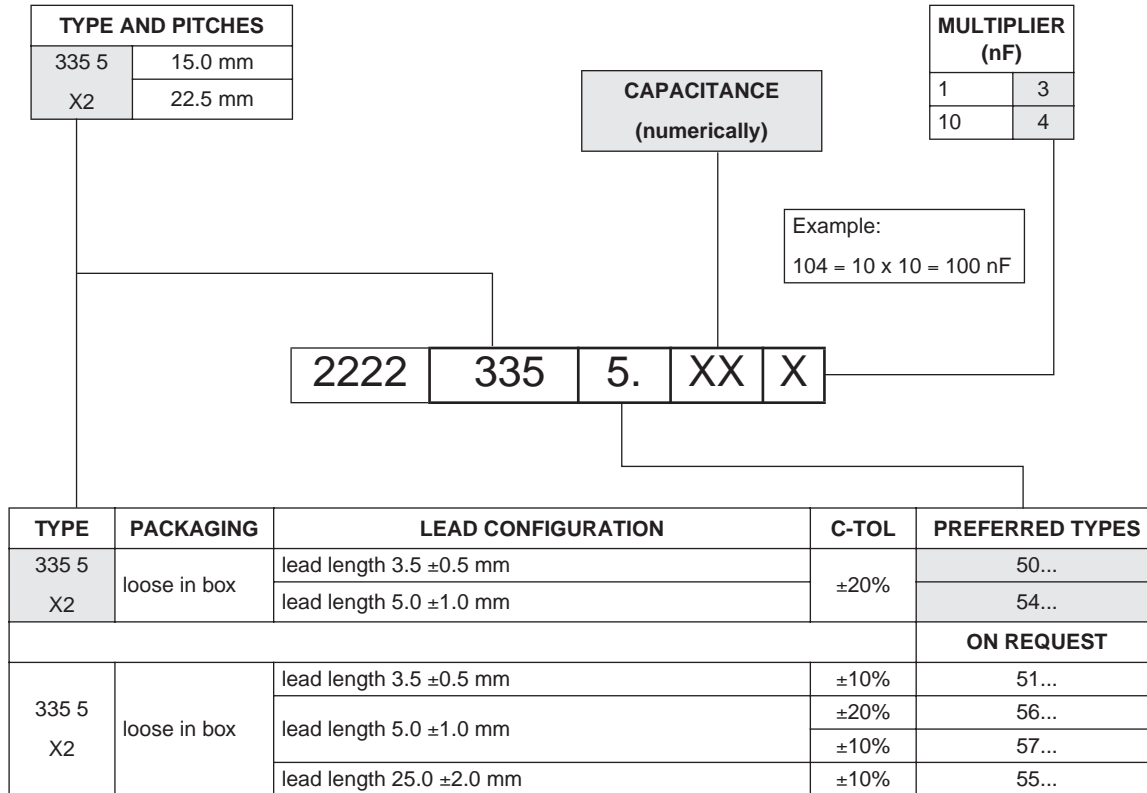 TYPE AND PITCHES
335 5
X2
15.0 mm
22.5 mm
CAPACITANCE
(numerically)
MULTIPLIER
(nF)
1 3
10 4
Example:
104 = 10 x 10 = 100 nF
2222 335 5. XX X
TYPE PACKAGING LEAD CONFIGURATION C-TOL PREFERRED TYPES
335 5
X2
loose in box
lead length 3.5 ±0.5 mm
lead length 5.0 ±1.0 mm
±20%
50...
54...
ON REQUEST
335 5
X2
loose in box
lead length 3.5 ±0.5 mm ±10% 51...
lead length 5.0 ±1.0 mm
±20% 56...
±10% 57...
lead length 25.0 ±2.0 mm ±10% 55...